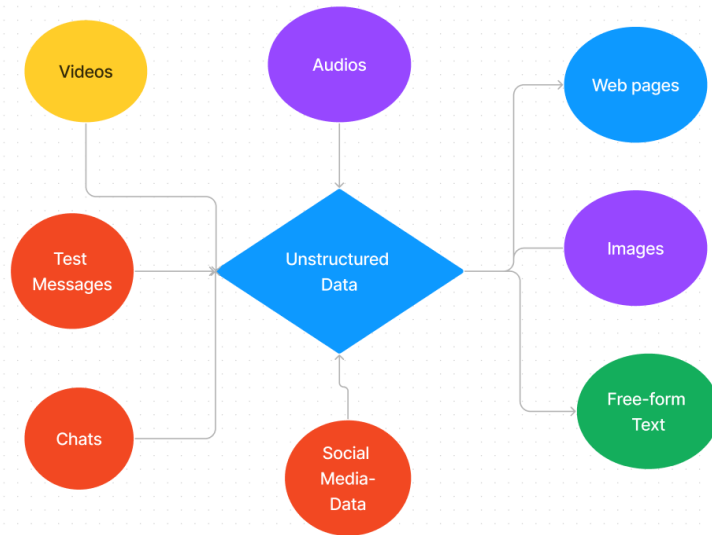 Videos
Audios
Web pages
Test
Messages
Unstructured
Data
Images
Chats
Social
Media-
Data
Free-form
Text